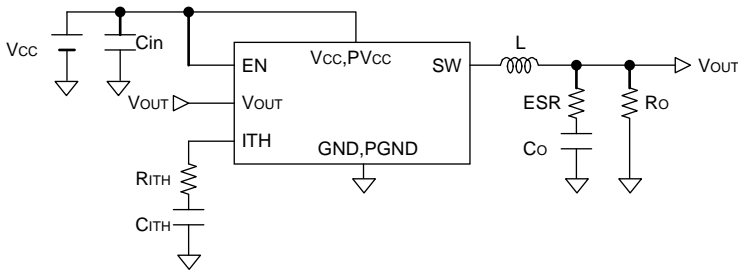 L
VCC
Cin
VCC,PVCC
EN
SW
VOUT
VOUT
VOUT
ESR
RO
ITH
CO
GND,PGND
RITH
CITH